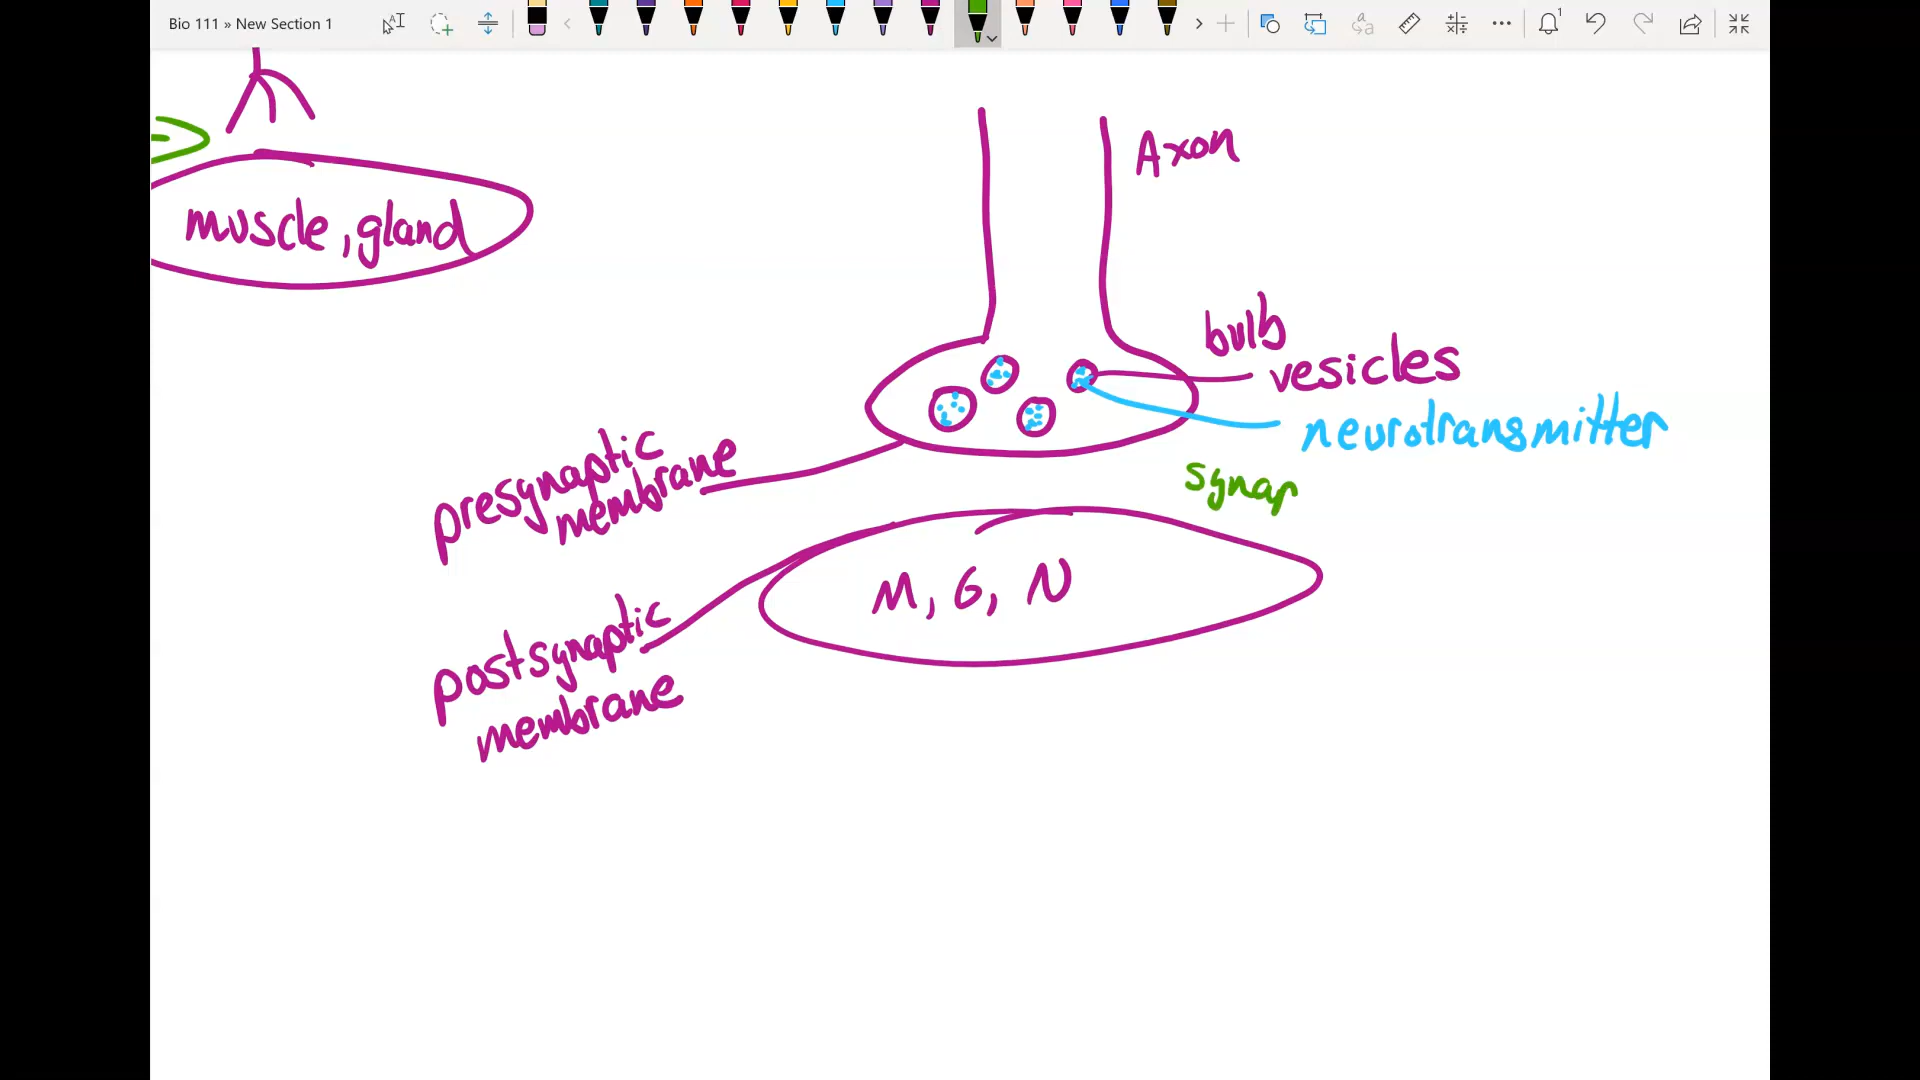 Bio 111 » New Section 1
Axon
muscle, gland
bulb
vesicles
neurotransmitter
presynaptic
membrane
synap
M, G, N
postsynaptic
membrane